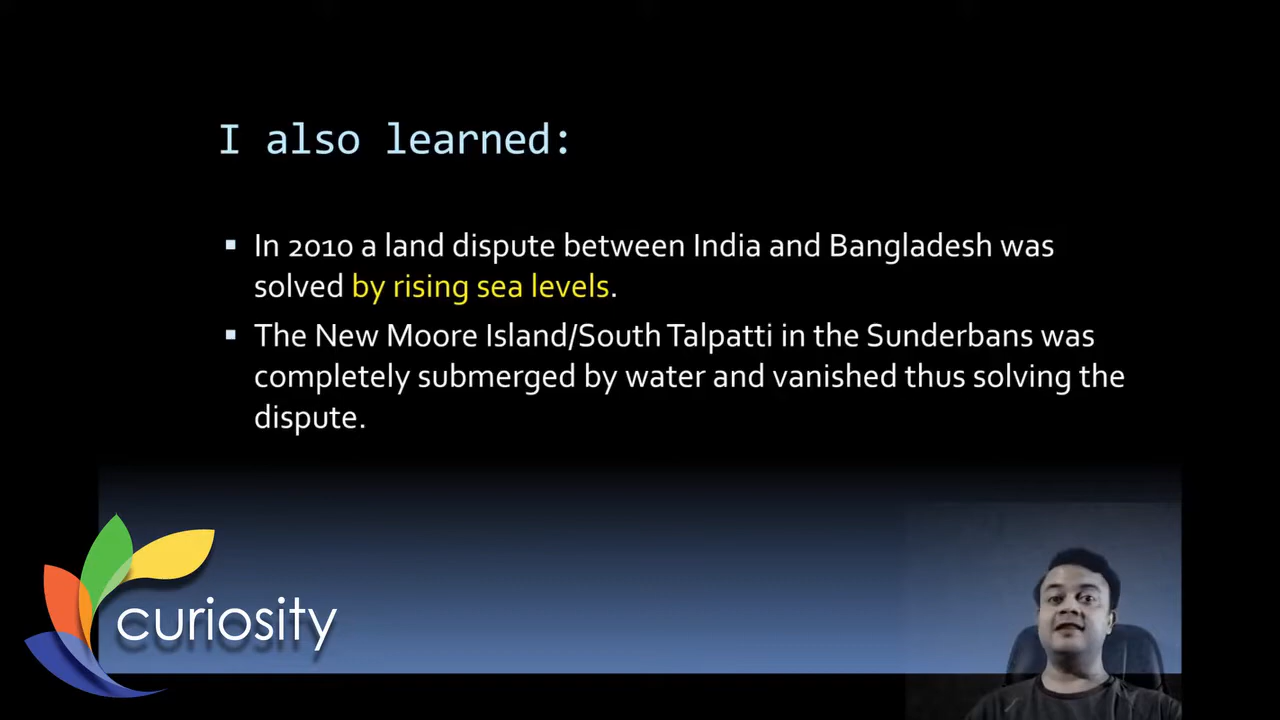 I also learned:
In 2010 a land dispute between India and Bangladesh was
solved by rising sea levels.
The New Moore Island/South Talpatti in the Sunderbans was
completely submerged by water and vanished thus solving the
dispute.
curiosity